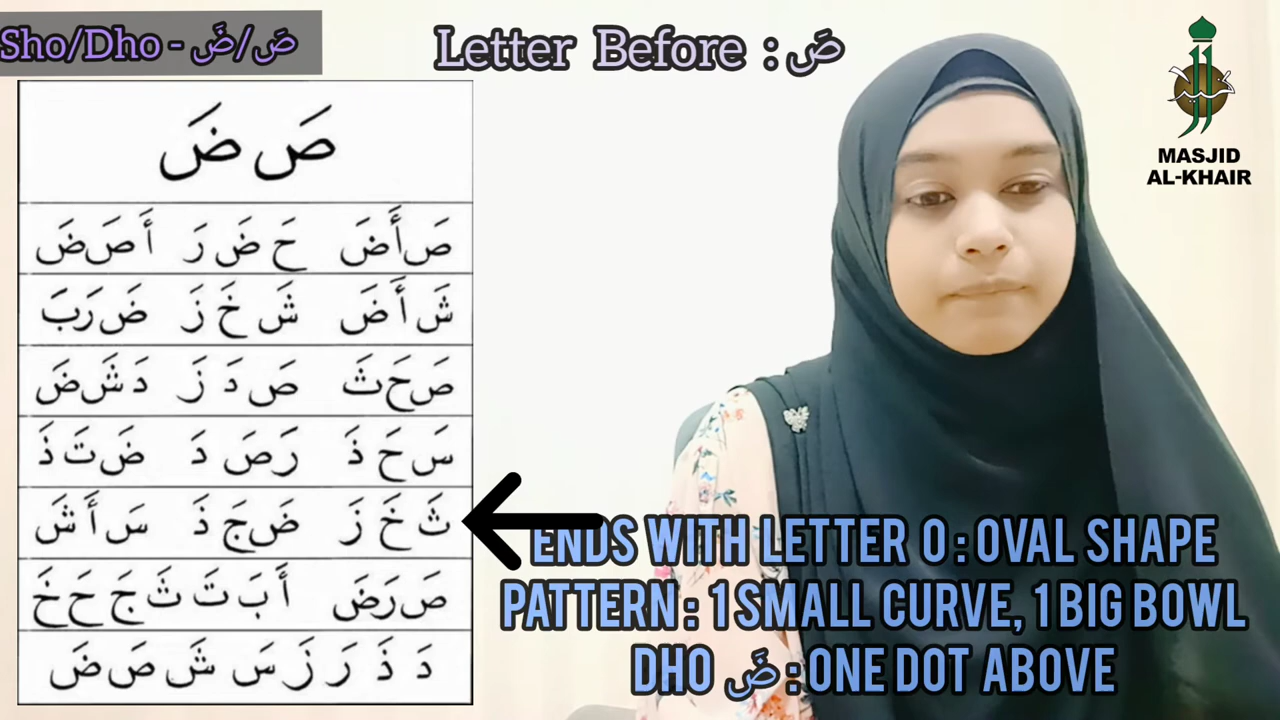 Sho/Dho - صَ/ضَ
Letter Before : صَ
MASJID
AL-KHAIR
صَ ضَ
صَ أَ ضَ حَ ضَ رَ أَ صَ ضَ
شَ أَ ضَ شَ خَ زَ ضَ رَ بَ
صَ حَ ثَ صَ دَ زَ دَ شَ ضَ
سَ حَ ذَ رَ صَ دَ ضَ تَ ذَ
ثَ خَ زَ ضَ جَ ذَ سَ أَ شَ
صَ رَ ضَ أَ بَ تَ ثَ جَ حَ خَ
دَ ذَ رَ زَ سَ شَ صَ ضَ
ENDS WITH LETTER O : OVAL SHAPE
PATTERN : 1 SMALL CURVE, 1 BIG BOWL
DHO ضَ : ONE DOT ABOVE